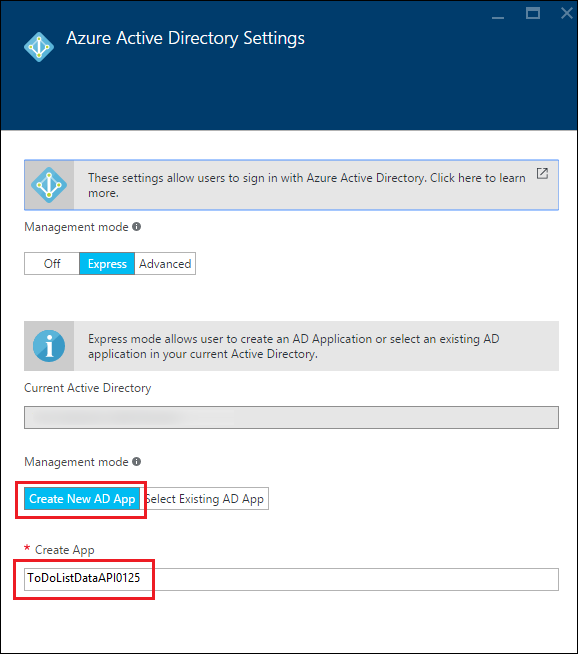 Azure Active Directory Settings
These settings allow users to sign in with Azure Active Directory. Click here to learn
more.
Management mode
Off Express Advanced
Express mode allows user to create an AD Application or select an existing AD
application in your current Active Directory.
Current Active Directory
Management mode
Create New AD App Select Existing AD App
* Create App
ToDoListDataAPI0125